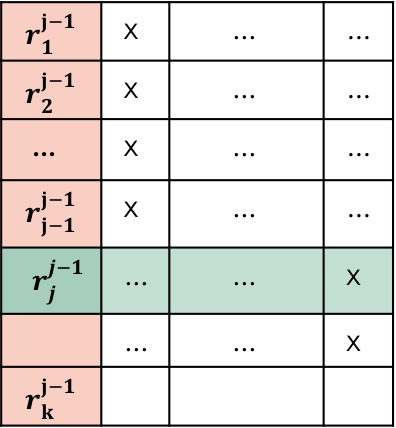 r₁ʲ⁻¹ X ... ...
r₂ʲ⁻¹ X ... ...
... X ... ...
rⱼ₋₁ʲ⁻¹ X ... ...
rⱼʲ⁻¹ ... ... X
... ... X
rₖʲ⁻¹